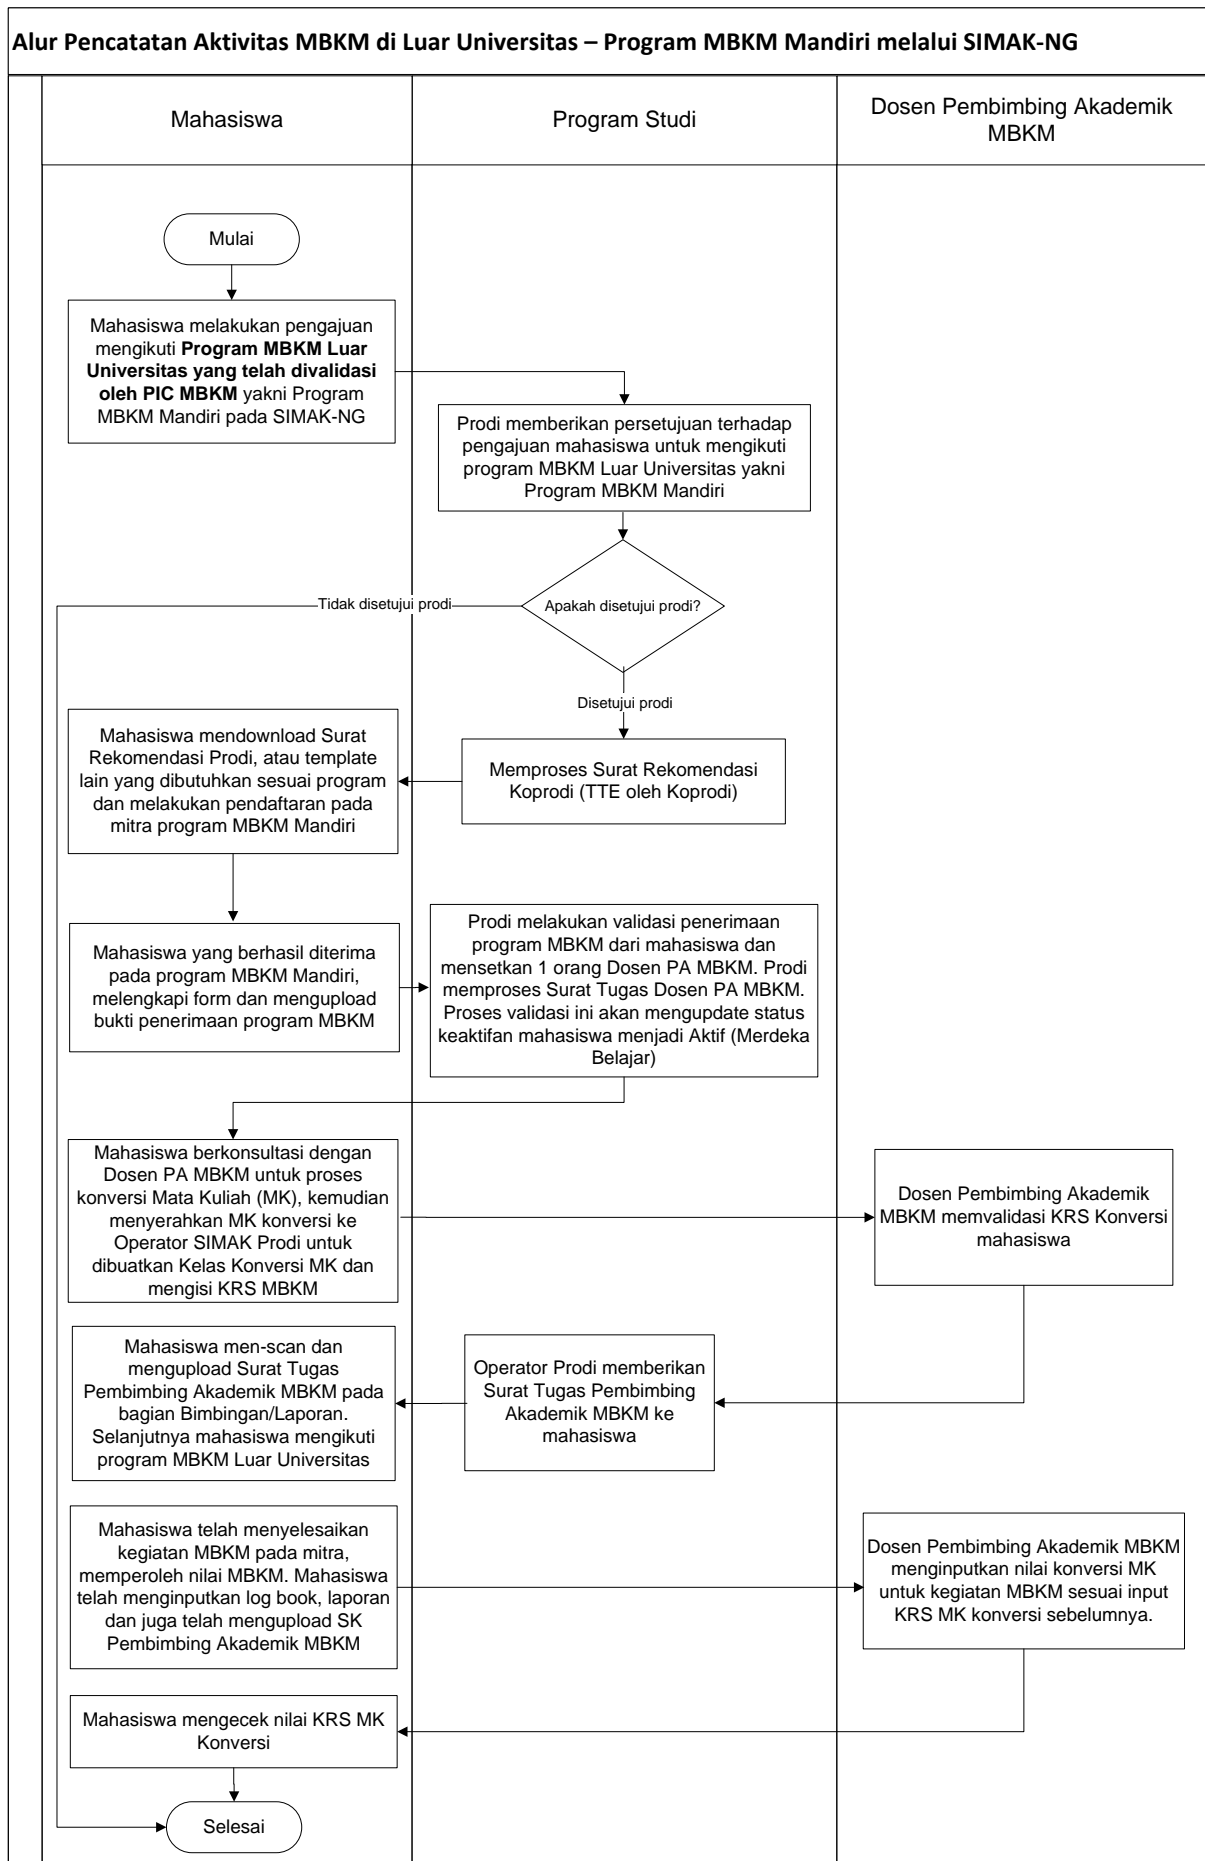 Alur Pencatatan Aktivitas MBKM di Luar Universitas – Program MBKM Mandiri melalui SIMAK-NG
Mahasiswa
Program Studi
Dosen Pembimbing Akademik
MBKM
Mulai
Mahasiswa melakukan pengajuan
mengikuti Program MBKM Luar
Universitas yang telah divalidasi
oleh PIC MBKM yakni Program
MBKM Mandiri pada SIMAK-NG
Prodi memberikan persetujuan terhadap
pengajuan mahasiswa untuk mengikuti
program MBKM Luar Universitas yakni
Program MBKM Mandiri
Tidak disetujui prodi
Apakah disetujui prodi?
Disetujui prodi
Memproses Surat Rekomendasi
Koprodi (TTE oleh Koprodi)
Mahasiswa mendownload Surat
Rekomendasi Prodi, atau template
lain yang dibutuhkan sesuai program
dan melakukan pendaftaran pada
mitra program MBKM Mandiri
Mahasiswa yang berhasil diterima
pada program MBKM Mandiri,
melengkapi form dan mengupload
bukti penerimaan program MBKM
Prodi melakukan validasi penerimaan
program MBKM dari mahasiswa dan
mensetkan 1 orang Dosen PA MBKM. Prodi
memproses Surat Tugas Dosen PA MBKM.
Proses validasi ini akan mengupdate status
keaktifan mahasiswa menjadi Aktif (Merdeka
Belajar)
Mahasiswa berkonsultasi dengan
Dosen PA MBKM untuk proses
konversi Mata Kuliah (MK), kemudian
menyerahkan MK konversi ke
Operator SIMAK Prodi untuk
dibuatkan Kelas Konversi MK dan
mengisi KRS MBKM
Dosen Pembimbing Akademik
MBKM memvalidasi KRS Konversi
mahasiswa
Operator Prodi memberikan
Surat Tugas Pembimbing
Akademik MBKM ke
mahasiswa
Mahasiswa men-scan dan
mengupload Surat Tugas
Pembimbing Akademik MBKM pada
bagian Bimbingan/Laporan.
Selanjutnya mahasiswa mengikuti
program MBKM Luar Universitas
Mahasiswa telah menyelesaikan
kegiatan MBKM pada mitra,
memperoleh nilai MBKM. Mahasiswa
telah menginputkan log book, laporan
dan juga telah mengupload SK
Pembimbing Akademik MBKM
Dosen Pembimbing Akademik MBKM
menginputkan nilai konversi MK
untuk kegiatan MBKM sesuai input
KRS MK konversi sebelumnya.
Mahasiswa mengecek nilai KRS MK
Konversi
Selesai